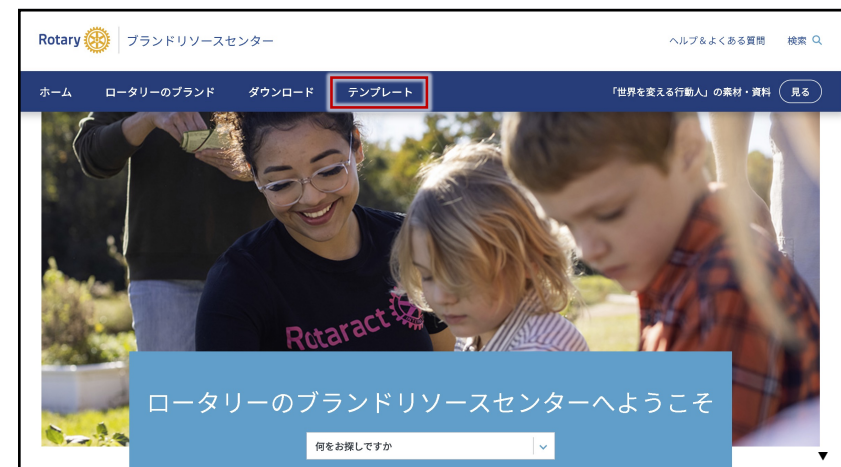 Rotary ブランドリソースセンター
ヘルプ＆よくある質問 検索
ホーム ロータリーのブランド ダウンロード テンプレート 「世界を変える行動人」の素材・資料 見る
Rotaract
ロータリーのブランドリソースセンターへようこそ
何をお探しですか